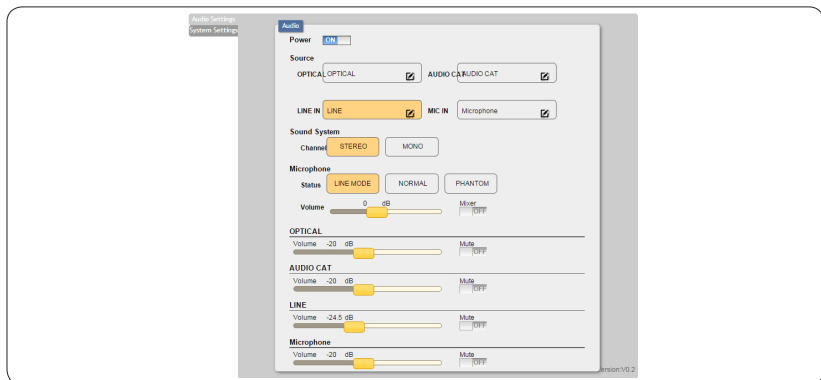 Audio Settings
System Settings
Audio
Power ON
Source
OPTICAL OPTICAL AUDIO CAT AUDIO CAT
LINE IN LINE MIC IN Microphone
Sound System
Channel STEREO MONO
Microphone
Status LINE MODE NORMAL PHANTOM
Volume 0 dB Mixer OFF
OPTICAL
Volume -20 dB Mute
OFF
AUDIO CAT
Volume -20 dB Mute
OFF
LINE
Volume -24.5 dB Mute
OFF
Microphone
Volume -20 dB Mute
OFF
ersion:V0.2